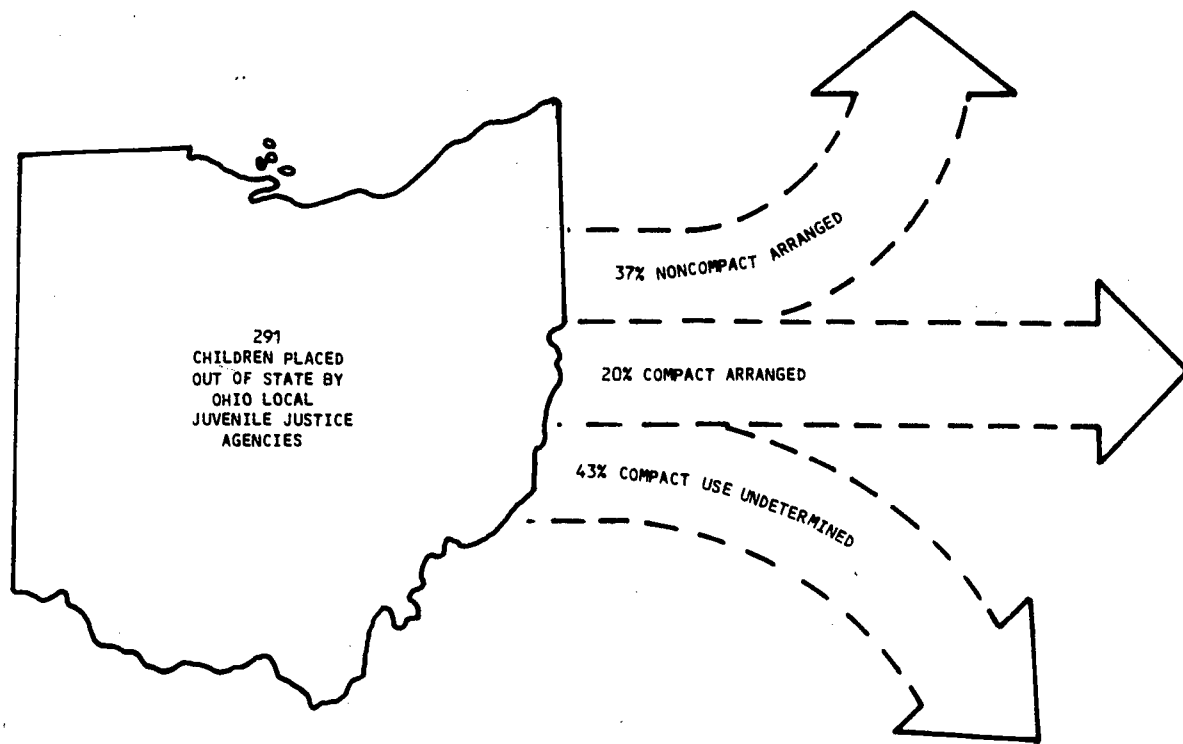 291
CHILDREN PLACED
OUT OF STATE BY
OHIO LOCAL
JUVENILE JUSTICE
AGENCIES
37% NONCOMPACT ARRANGED
20% COMPACT ARRANGED
43% COMPACT USE UNDETERMINED